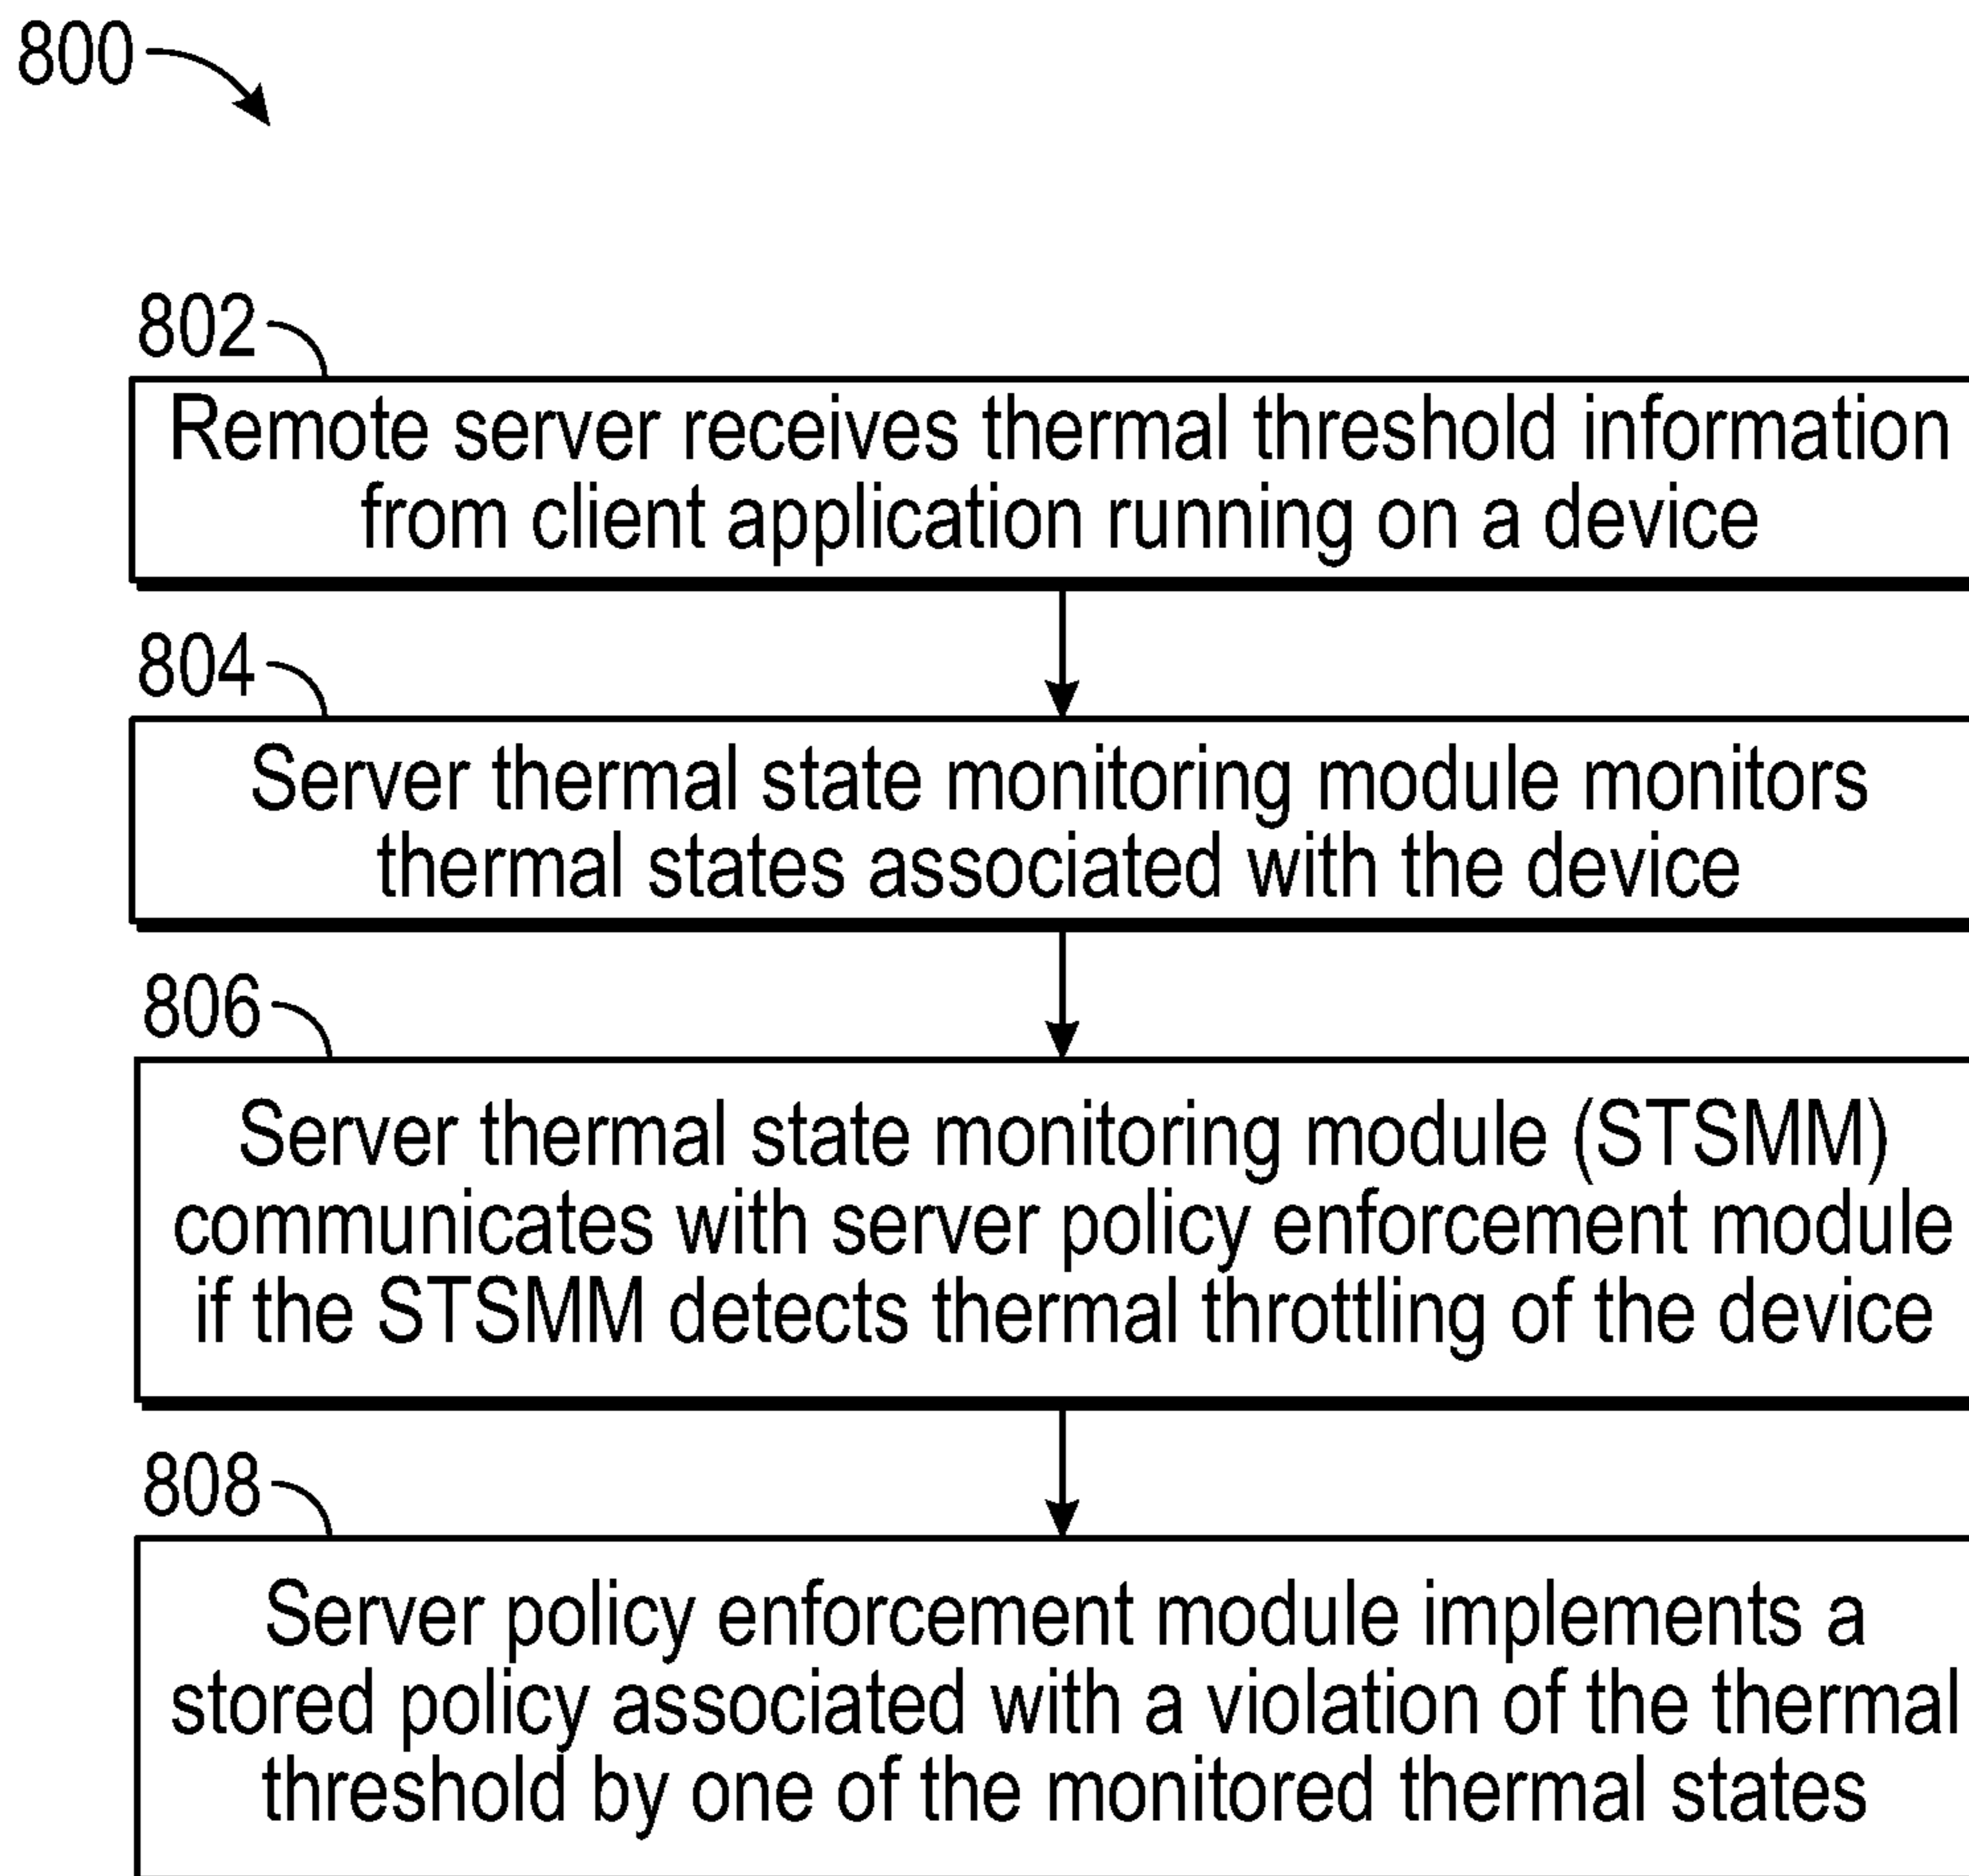 800
802
Remote server receives thermal threshold information
from client application running on a device
804
Server thermal state monitoring module monitors
thermal states associated with the device
806
Server thermal state monitoring module (STSMM)
communicates with server policy enforcement module
if the STSMM detects thermal throttling of the device
808
Server policy enforcement module implements a
stored policy associated with a violation of the thermal
threshold by one of the monitored thermal states